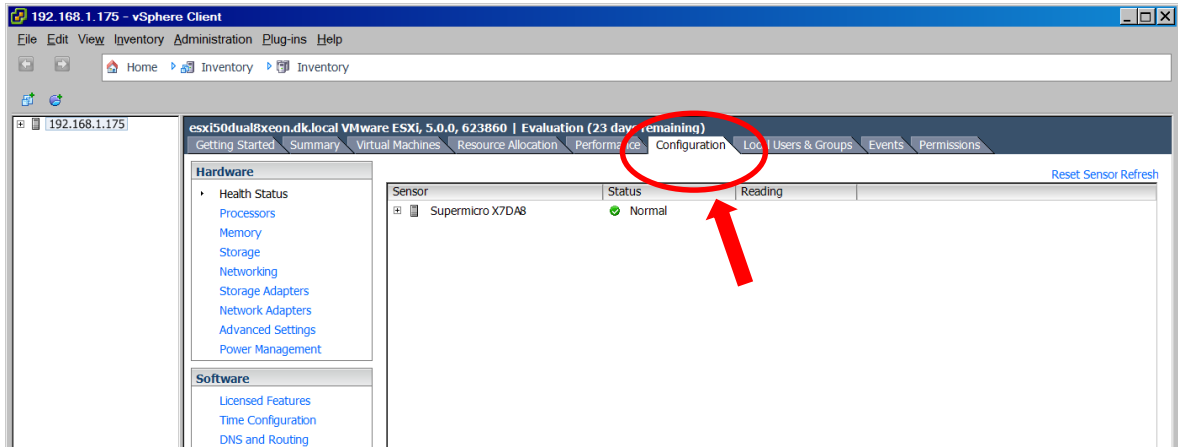 192.168.1.175 - vSphere Client
File Edit View Inventory Administration Plug-ins Help
Home Inventory Inventory
192.168.1.175
esxi50dual8xeon.dk.local VMware ESXi, 5.0.0, 623860 | Evaluation (23 days remaining)
Getting Started Summary Virtual Machines Resource Allocation Performance Configuration Local Users & Groups Events Permissions
Hardware
Reset Sensor Refresh
Health Status
Sensor Status Reading
Supermicro X7DA8 Normal
Processors
Memory
Storage
Networking
Storage Adapters
Network Adapters
Advanced Settings
Power Management
Software
Licensed Features
Time Configuration
DNS and Routing